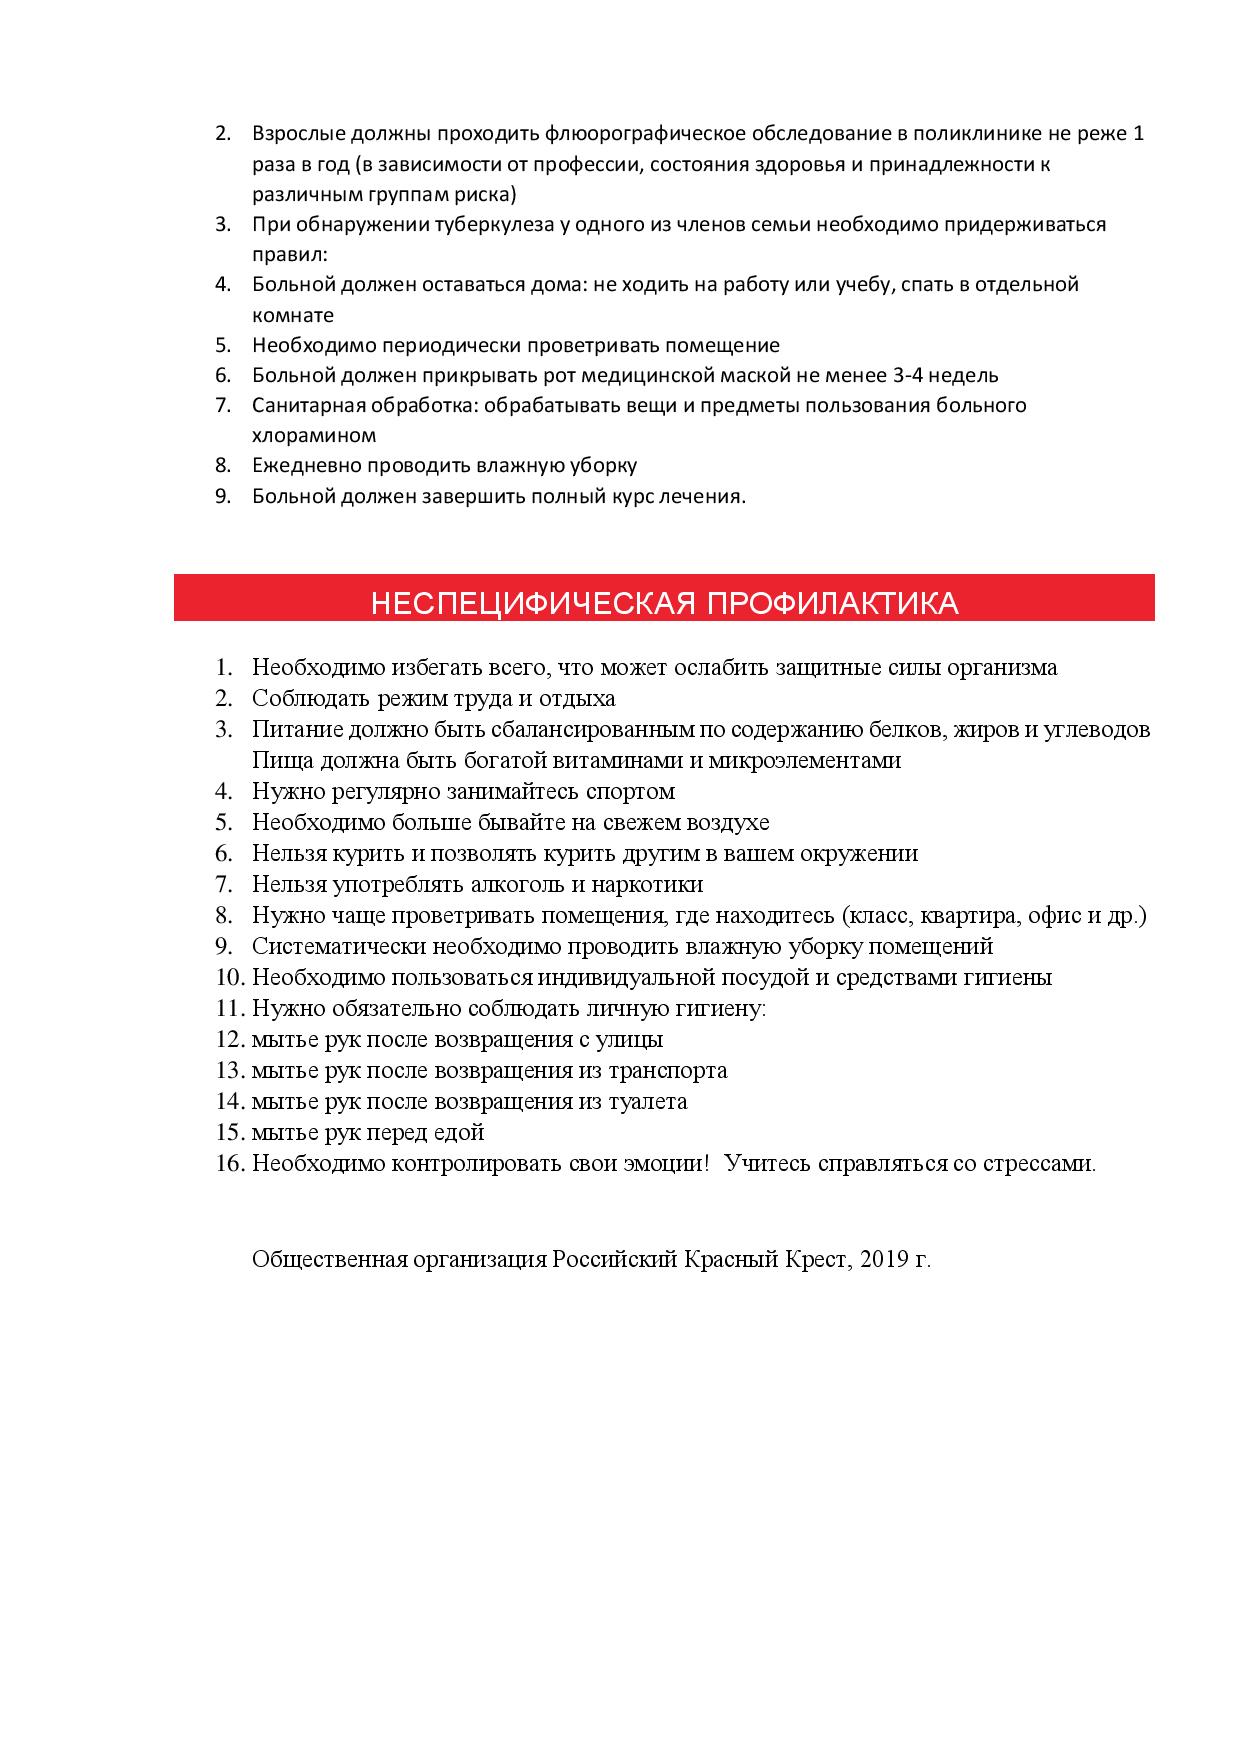 2. Взрослые должны проходить флюорографическое обследование в поликлинике не реже 1
раза в год (в зависимости от профессии, состояния здоровья и принадлежности к
различным группам риска)
3. При обнаружении туберкулеза у одного из членов семьи необходимо придерживаться
правил:
4. Больной должен оставаться дома: не ходить на работу или учебу, спать в отдельной
комнате
5. Необходимо периодически проветривать помещение
6. Больной должен прикрывать рот медицинской маской не менее 3-4 недель
7. Санитарная обработка: обрабатывать вещи и предметы пользования больного
хлорамином
8. Ежедневно проводить влажную уборку
9. Больной должен завершить полный курс лечения.
НЕСПЕЦИФИЧЕСКАЯ ПРОФИЛАКТИКА
1. Необходимо избегать всего, что может ослабить защитные силы организма
2. Соблюдать режим труда и отдыха
3. Питание должно быть сбалансированным по содержанию белков, жиров и углеводов
Пища должна быть богатой витаминами и микроэлементами
4. Нужно регулярно занимайтесь спортом
5. Необходимо больше бывайте на свежем воздухе
6. Нельзя курить и позволять курить другим в вашем окружении
7. Нельзя употреблять алкоголь и наркотики
8. Нужно чаще проветривать помещения, где находитесь (класс, квартира, офис и др.)
9. Систематически необходимо проводить влажную уборку помещений
10. Необходимо пользоваться индивидуальной посудой и средствами гигиены
11. Нужно обязательно соблюдать личную гигиену:
12. мытье рук после возвращения с улицы
13. мытье рук после возвращения из транспорта
14. мытье рук после возвращения из туалета
15. мытье рук перед едой
16. Необходимо контролировать свои эмоции! Учитесь справляться со стрессами.
Общественная организация Российский Красный Крест, 2019 г.